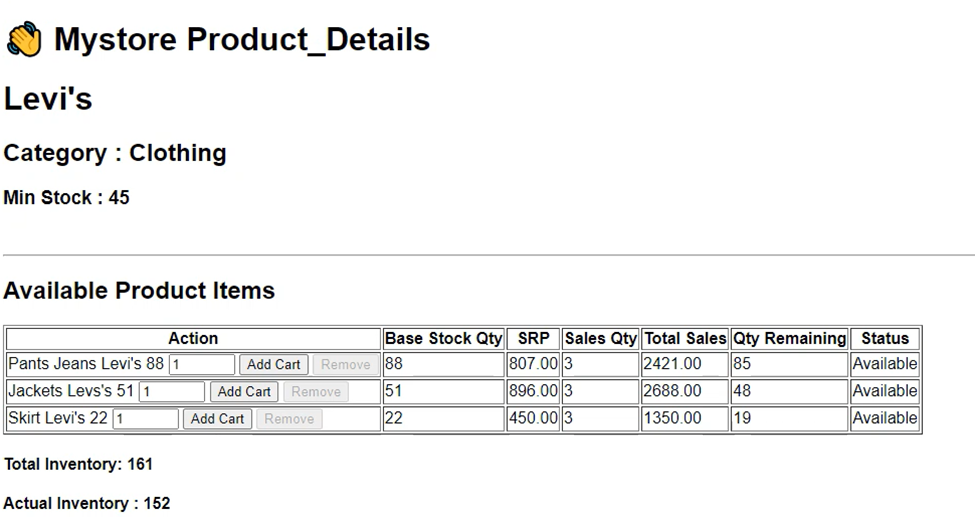 👋 Mystore Product_Details
Levi's
Category : Clothing
Min Stock : 45
Available Product Items
Action Base Stock Qty SRP Sales Qty Total Sales Qty Remaining Status
Pants Jeans Levi's 88 1 Add Cart Remove 88 807.00 3 2421.00 85 Available
Jackets Levs's 51 1 Add Cart Remove 51 896.00 3 2688.00 48 Available
Skirt Levi's 22 1 Add Cart Remove 22 450.00 3 1350.00 19 Available
Total Inventory: 161
Actual Inventory : 152